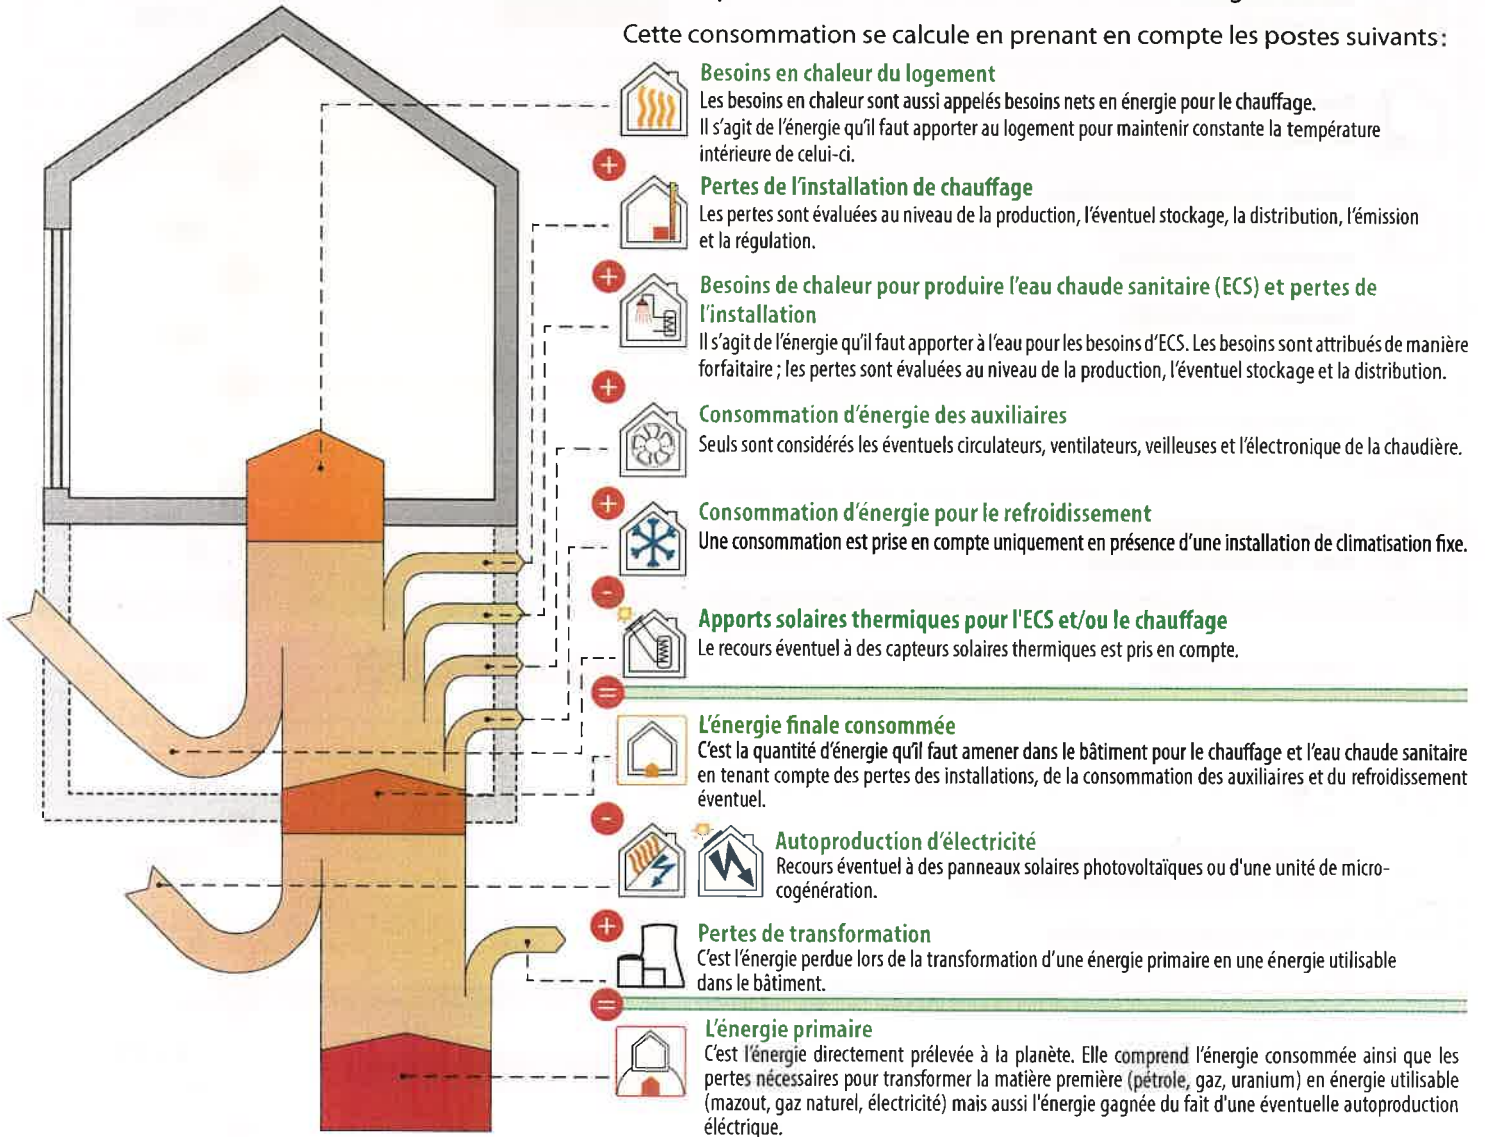 Cette consommation se calcule en prenant en compte les postes suivants:
Besoins en chaleur du logement
Les besoins en chaleur sont aussi appelés besoins nets en énergie pour le chauffage.
Il s'agit de l'énergie qu'il faut apporter au logement pour maintenir constante la température
intérieure de celui-ci.
+
Pertes de l'installation de chauffage
Les pertes sont évaluées au niveau de la production, l'éventuel stockage, la distribution, l'émission
et la régulation.
+
Besoins de chaleur pour produire l'eau chaude sanitaire (ECS) et pertes de
l'installation
Il s'agit de l'énergie qu'il faut apporter à l'eau pour les besoins d'ECS. Les besoins sont attribués de manière
forfaitaire ; les pertes sont évaluées au niveau de la production, l'éventuel stockage et la distribution.
+
Consommation d'énergie des auxiliaires
Seuls sont considérés les éventuels circulateurs, ventilateurs, veilleuses et l'électronique de la chaudière.
+
Consommation d'énergie pour le refroidissement
Une consommation est prise en compte uniquement en présence d'une installation de climatisation fixe.
-
Apports solaires thermiques pour l'ECS et/ou le chauffage
Le recours éventuel à des capteurs solaires thermiques est pris en compte.
=
L'énergie finale consommée
C'est la quantité d'énergie qu'il faut amener dans le bâtiment pour le chauffage et l'eau chaude sanitaire
en tenant compte des pertes des installations, de la consommation des auxiliaires et du refroidissement
éventuel.
-
Autoproduction d'électricité
Recours éventuel à des panneaux solaires photovoltaïques ou d'une unité de micro-
cogénération.
+
Pertes de transformation
C'est l'énergie perdue lors de la transformation d'une énergie primaire en une énergie utilisable
dans le bâtiment.
=
L'énergie primaire
C'est l'énergie directement prélevée à la planète. Elle comprend l'énergie consommée ainsi que les
pertes nécessaires pour transformer la matière première (pétrole, gaz, uranium) en énergie utilisable
(mazout, gaz naturel, électricité) mais aussi l'énergie gagnée du fait d'une éventuelle autoproduction
éléctrique.